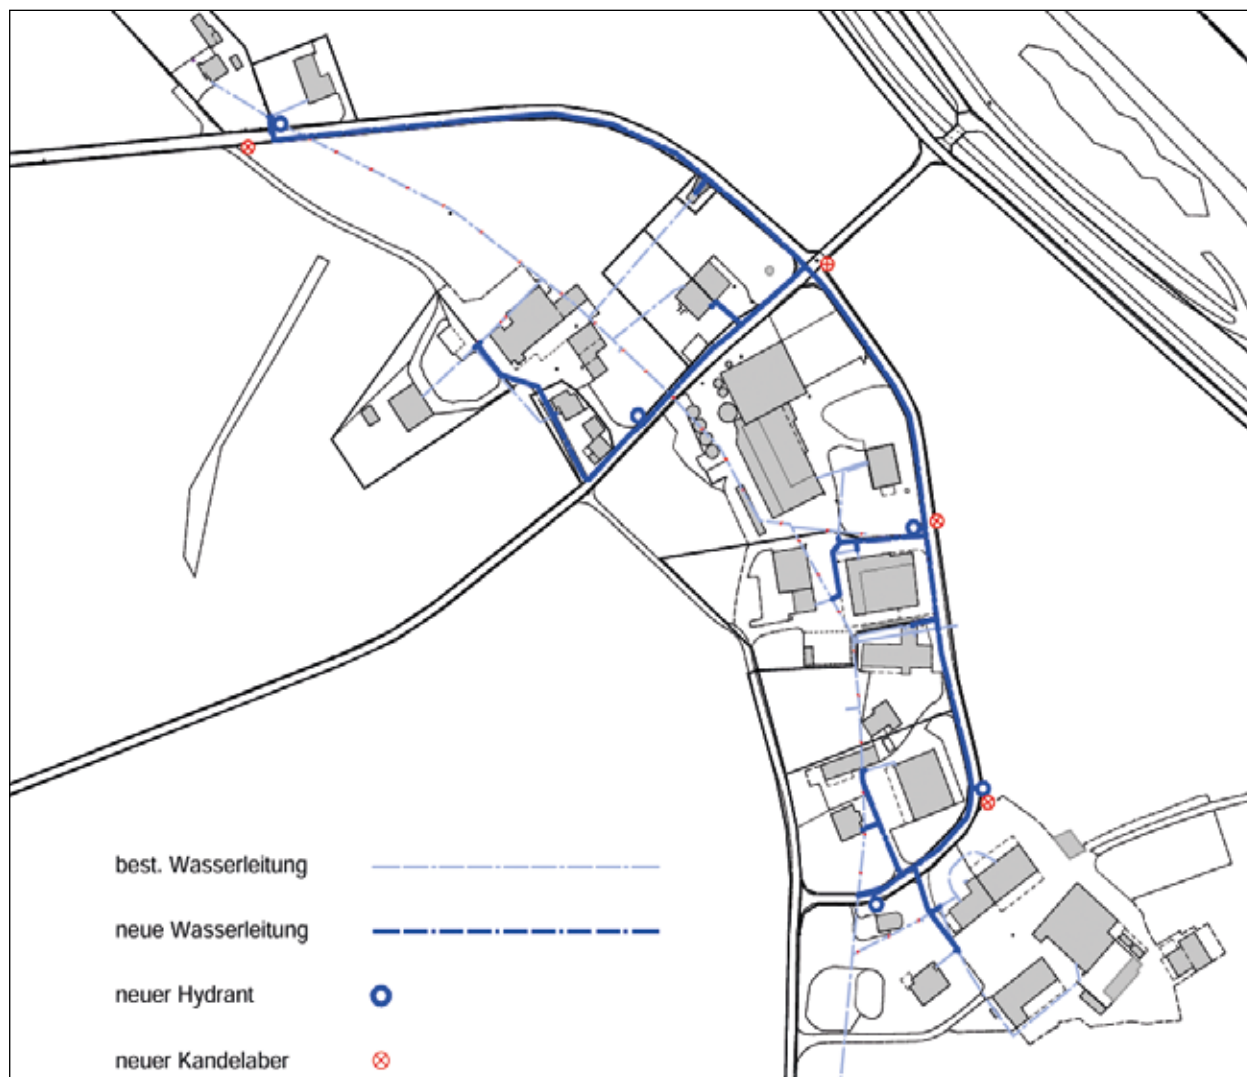 best. Wasserleitung
neue Wasserleitung
neuer Hydrant
neuer Kandelaber